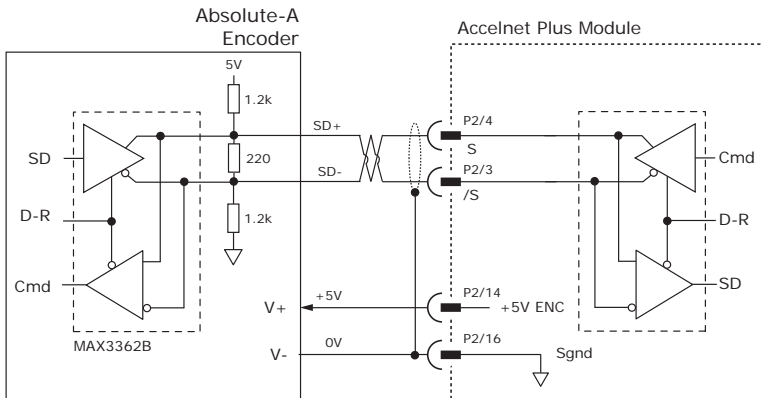 Absolute-A
Encoder
Accelnet Plus Module
5V
1.2k
SD+
P2/4
S
SD
220
Cmd
SD-
P2/3
/S
D-R
1.2k
D-R
Cmd
SD
V+
+5V
P2/14
+5V ENC
MAX3362B
V-
0V
P2/16
Sgnd